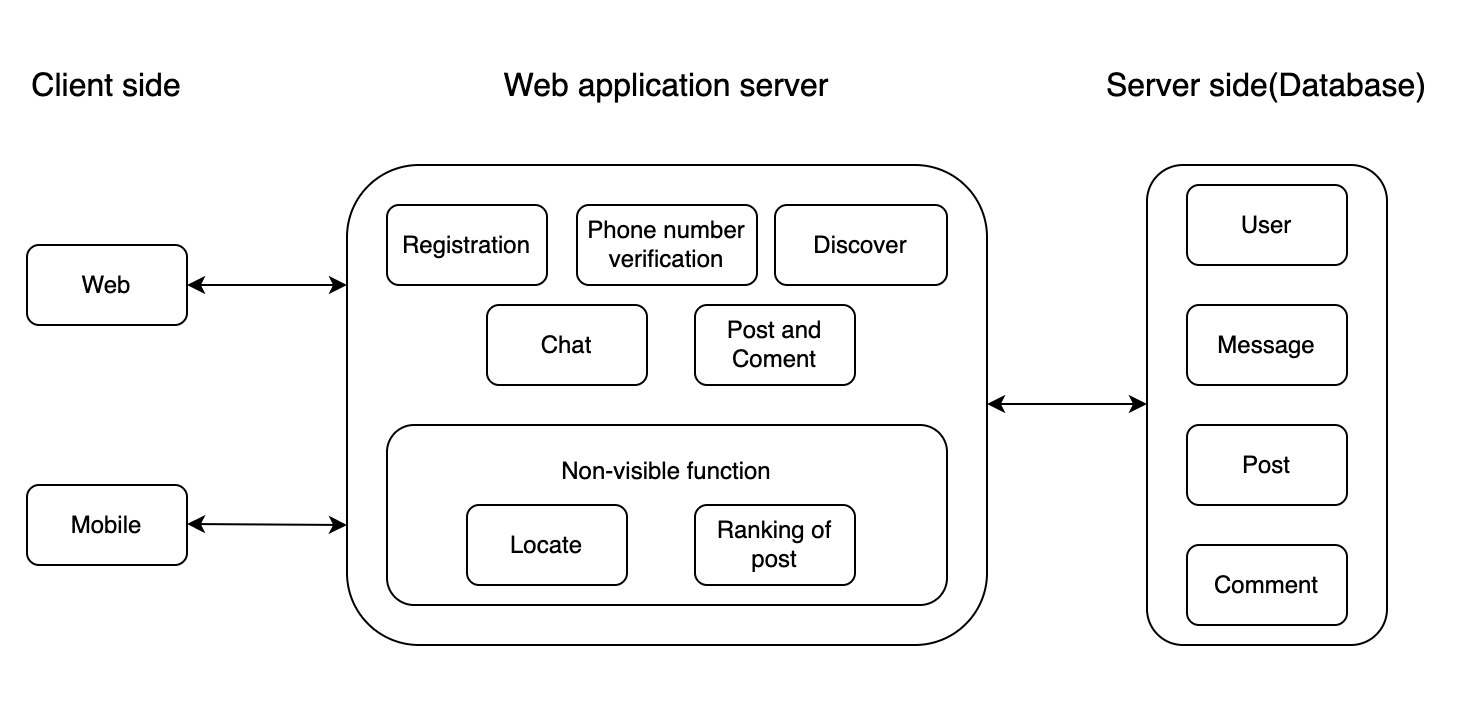 Client side
Web application server
Server side(Database)
Web
Mobile
Registration
Phone number
verification
Discover
Chat
Post and
Coment
Non-visible function
Locate
Ranking of
post
User
Message
Post
Comment